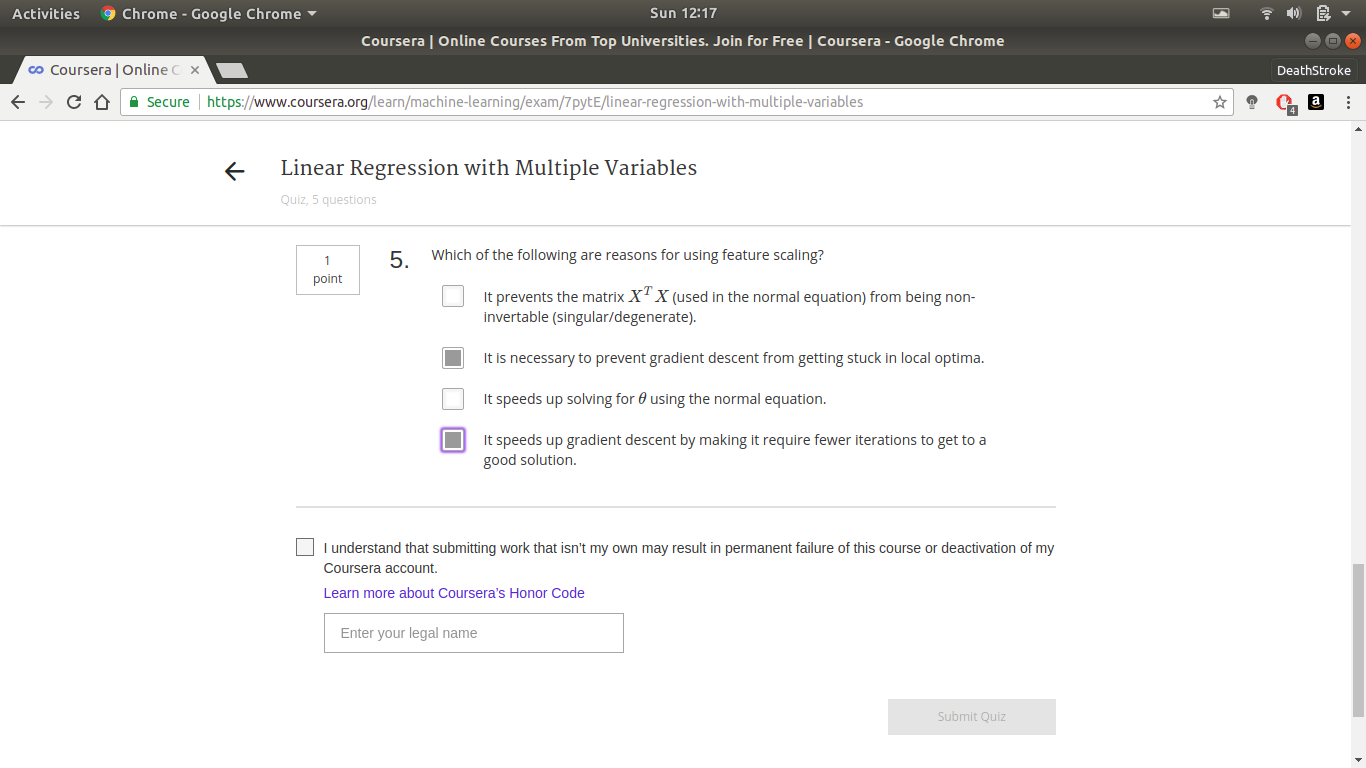 Activities Chrome - Google Chrome Sun 12:17
Coursera | Online Courses From Top Universities. Join for Free | Coursera - Google Chrome
Coursera | Online C DeathStroke
Secure https://www.coursera.org/learn/machine-learning/exam/7pytE/linear-regression-with-multiple-variables 4 a
Linear Regression with Multiple Variables
Quiz, 5 questions
1
point
5. Which of the following are reasons for using feature scaling?
It prevents the matrix X^T X (used in the normal equation) from being non-
invertable (singular/degenerate).
It is necessary to prevent gradient descent from getting stuck in local optima.
It speeds up solving for θ using the normal equation.
It speeds up gradient descent by making it require fewer iterations to get to a
good solution.
I understand that submitting work that isn't my own may result in permanent failure of this course or deactivation of my
Coursera account.
Learn more about Coursera's Honor Code
Enter your legal name
Submit Quiz